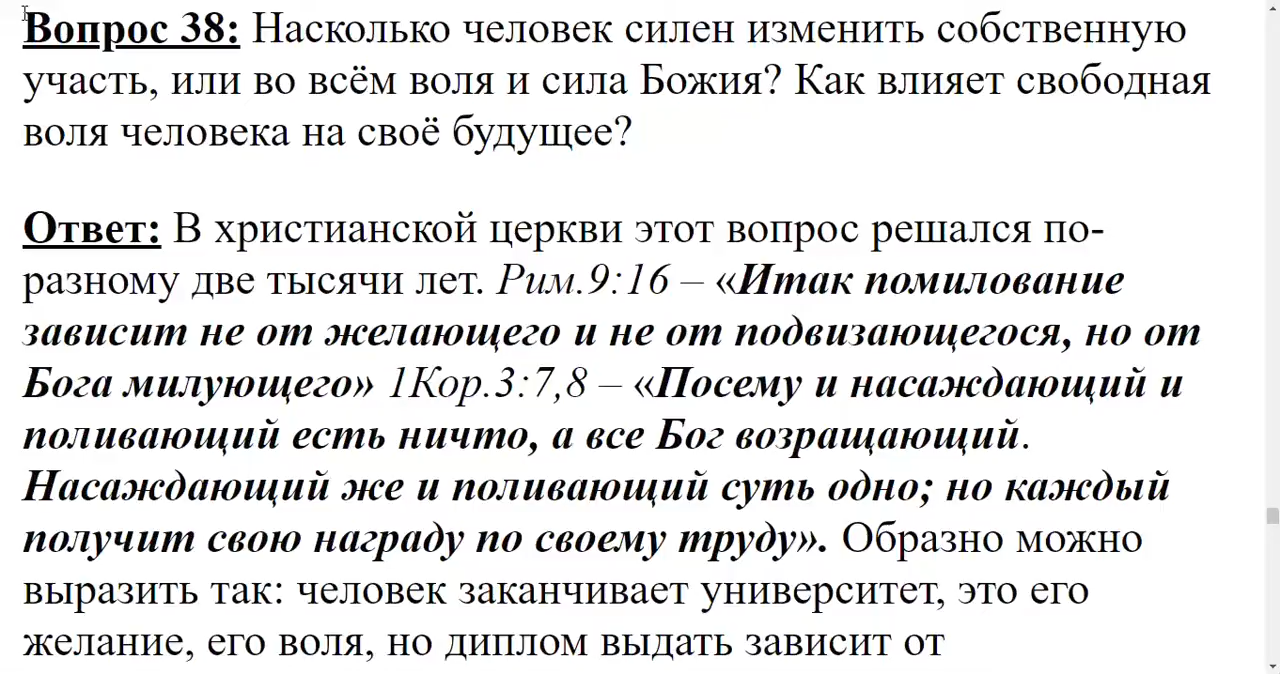 Вопрос 38: Насколько человек силен изменить собственную
участь, или во всём воля и сила Божия? Как влияет свободная
воля человека на своё будущее?
Ответ: В христианской церкви этот вопрос решался по-
разному две тысячи лет. Рим.9:16 – «Итак помилование
зависит не от желающего и не от подвизающегося, но от
Бога милующего» 1Кор.3:7,8 – «Посему и насаждающий и
поливающий есть ничто, а все Бог возращающий.
Насаждающий же и поливающий суть одно; но каждый
получит свою награду по своему труду». Образно можно
выразить так: человек заканчивает университет, это его
желание, его воля, но диплом выдать зависит от